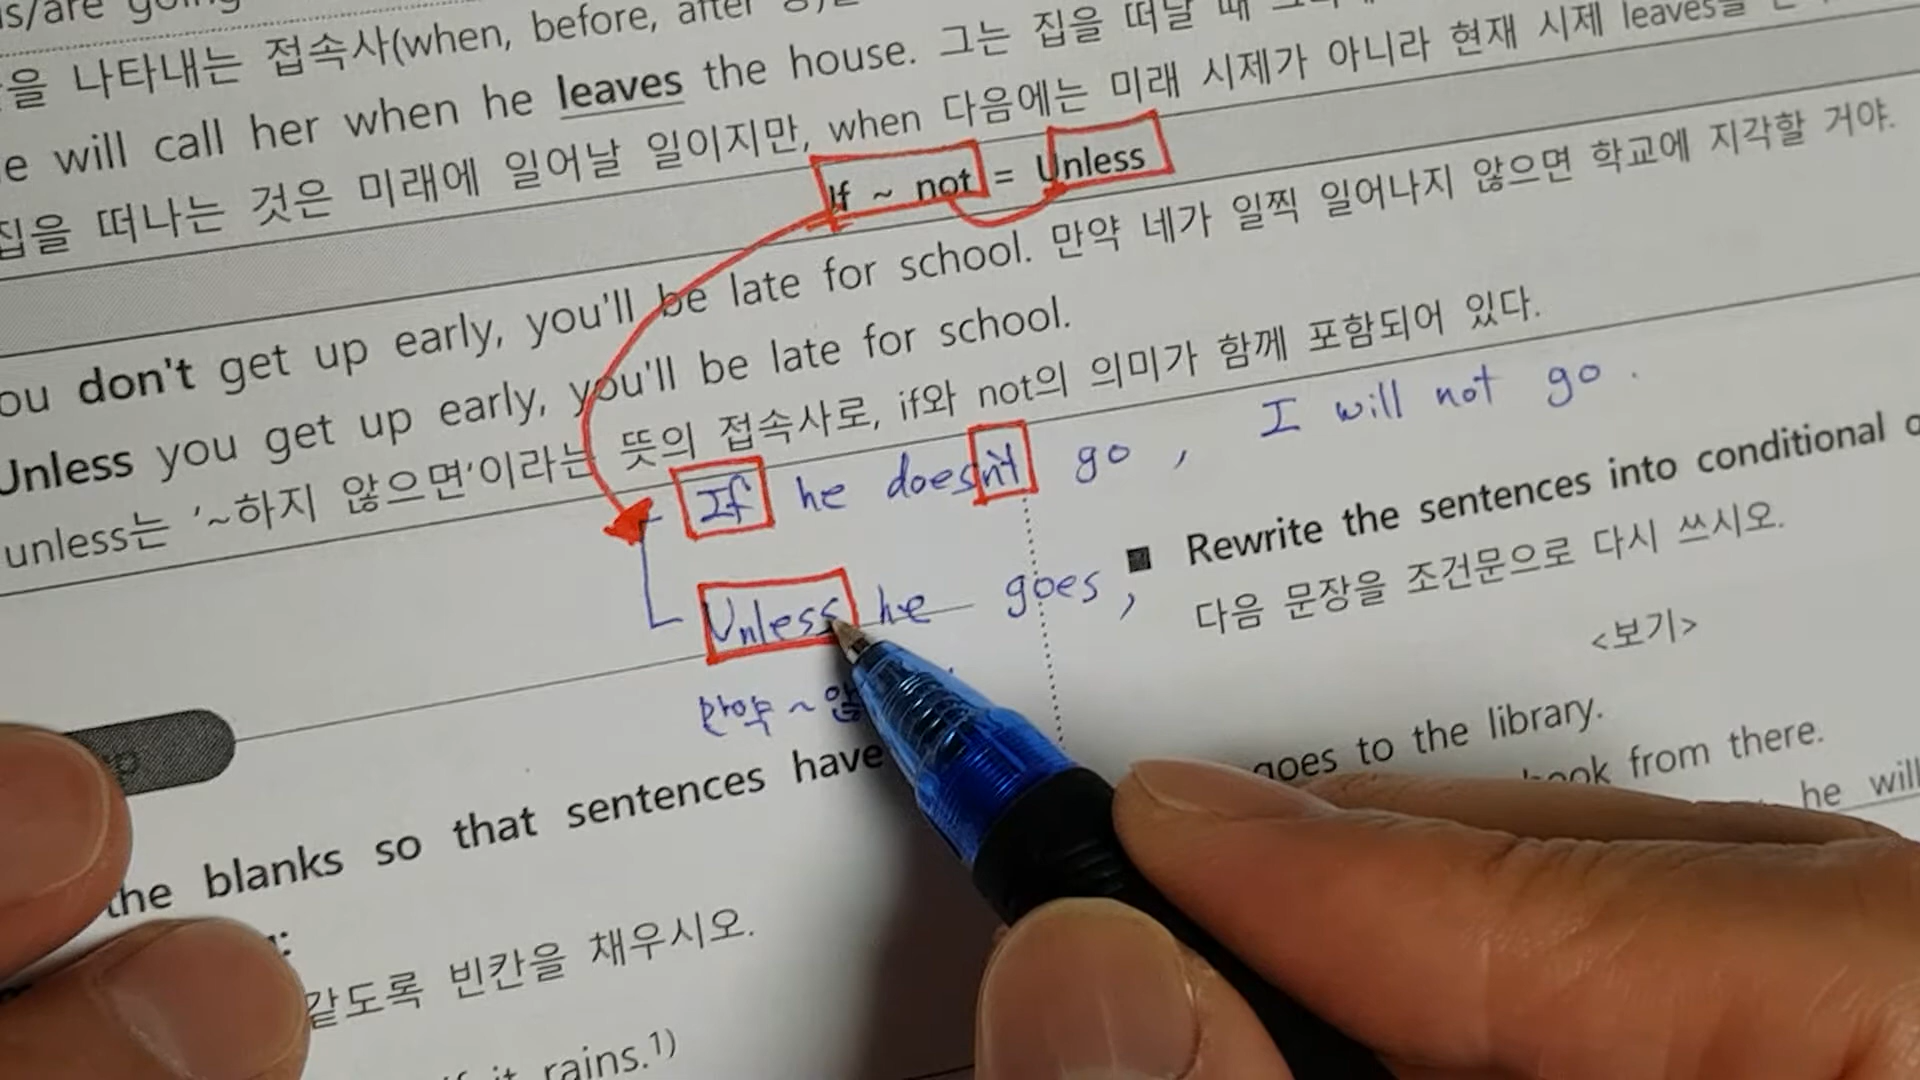 is/are going
을 나타내는 접속사(when, before, after
e will call her when he leaves the house. 그는 집을 떠날 때
집을 떠나는 것은 미래에 일어날 일이지만, when 다음에는 미래 시제가 아니라 현재 시제 leaves를
If ~ not = Unless
ou don't get up early, you'll be late for school. 만약 네가 일찍 일어나지 않으면 학교에 지각할 거야.
Unless you get up early, you'll be late for school.
unless는 '~하지 않으면'이라는 뜻의 접속사로, if와 not의 의미가 함께 포함되어 있다.
If he doesn't go, I will not go.
Unless he goes,
만약 ~ 않
the blanks so that sentences have
같도록 빈칸을 채우시오.
if it rains.1)
■ Rewrite the sentences into conditional
다음 문장을 조건문으로 다시 쓰시오.
<보기>
goes to the library.
book from there.
he will